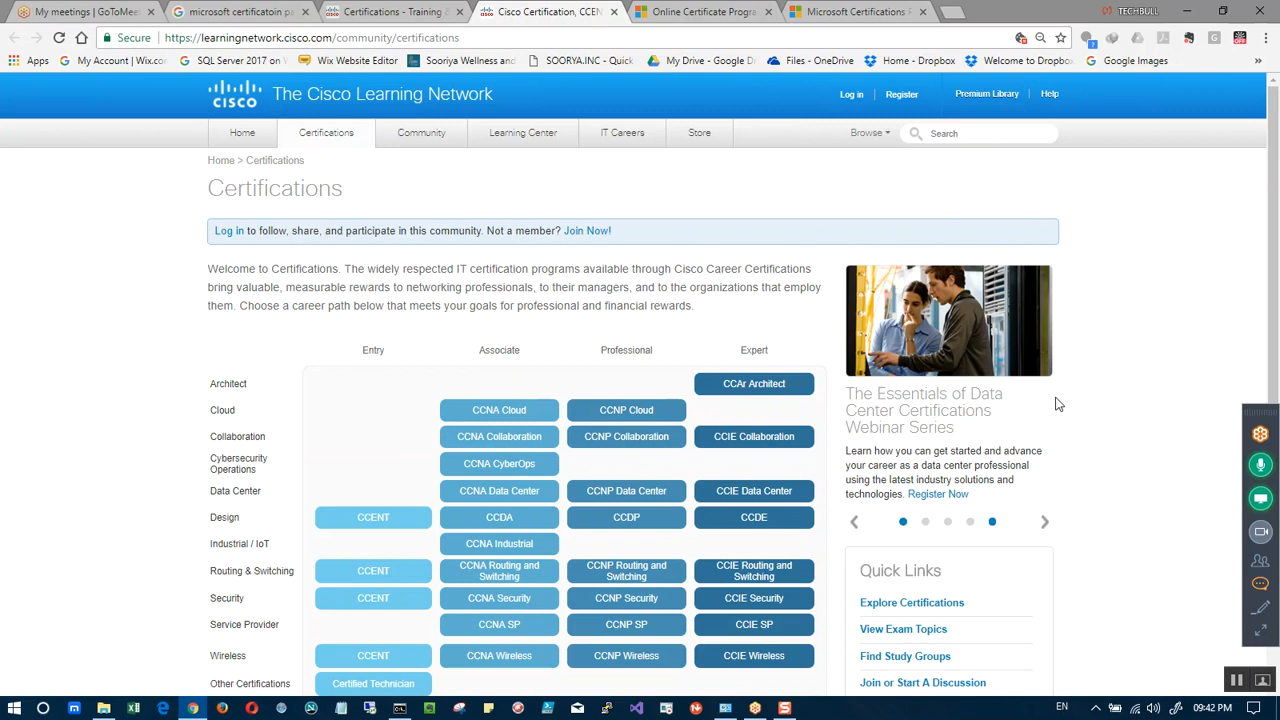 My meetings | GoToMee
microsoft certificatoin pa
Certifications - Training &
Cisco Certification, CCEN
Online Certificate Progra
Microsoft Certifications P
TECHBULL
Secure
https://learningnetwork.cisco.com/community/certifications
Apps
My Account | Wix.co
SQL Server 2017'దా
Wix Website Editor
Sooriya Wellness and
SOORYA.INC - Quick
My Drive - Google D
Files - OneDrive
Home - Dropbox
Welcome to Dropbox
Google Images
»
cisco
The Cisco Learning Network
Log in
Register
Premium Library
Help
Home
Certifications
Community
Learning Center
IT Careers
Store
Browse
Search
Home > Certifications
Certifications
Log in to follow, share, and participate in this community. Not a member? Join Now!
Welcome to Certifications. The widely respected IT certification programs available through Cisco Career Certifications
bring valuable, measurable rewards to networking professionals, to their managers, and to the organizations that employ
them. Choose a career path below that meets your goals for professional and financial rewards.
Entry
Associate
Professional
Expert
Architect
CCAr Architect
Cloud
CCNA Cloud
CCNP Cloud
Collaboration
CCNA Collaboration
CCNP Collaboration
CCIE Collaboration
Cybersecurity
Operations
CCNA CyberOps
Data Center
CCNA Data Center
CCNP Data Center
CCIE Data Center
Design
CCENT
CCDA
CCDP
CCDE
Industrial / IoT
CCNA Industrial
Routing & Switching
CCENT
CCNA Routing and
Switching
CCNP Routing and
Switching
CCIE Routing and
Switching
Security
CCENT
CCNA Security
CCNP Security
CCIE Security
Service Provider
CCNA SP
CCNP SP
CCIE SP
Wireless
CCENT
CCNA Wireless
CCNP Wireless
CCIE Wireless
Other Certifications
Certified Technician
The Essentials of Data
Center Certifications
Webinar Series
Learn how you can get started and advance
your career as a data center professional
using the latest industry solutions and
technologies. Register Now
Quick Links
Explore Certifications
View Exam Topics
Find Study Groups
Join or Start A Discussion
EN
09:42 PM